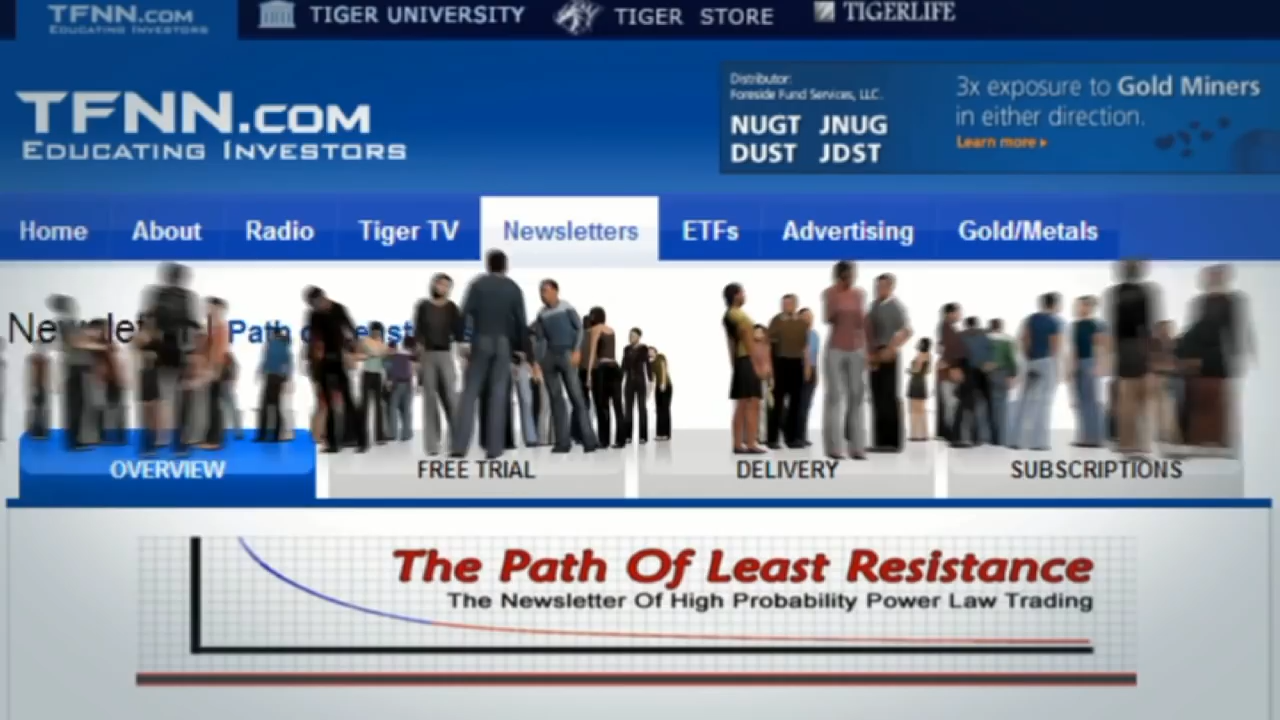 TFNN.COM
EDUCATING INVESTORS
TIGER UNIVERSITY
TIGER STORE
TIGERLIFE
TFNN.COM
EDUCATING INVESTORS
Distributor:
Foreside Fund Services, LLC.
NUGT JNUG
DUST JDST
3x exposure to Gold Miners
in either direction.
Learn more
Home About Radio Tiger TV Newsletters ETFs Advertising Gold/Metals
OVERVIEW FREE TRIAL DELIVERY SUBSCRIPTIONS
The Path Of Least Resistance
The Newsletter Of High Probability Power Law Trading